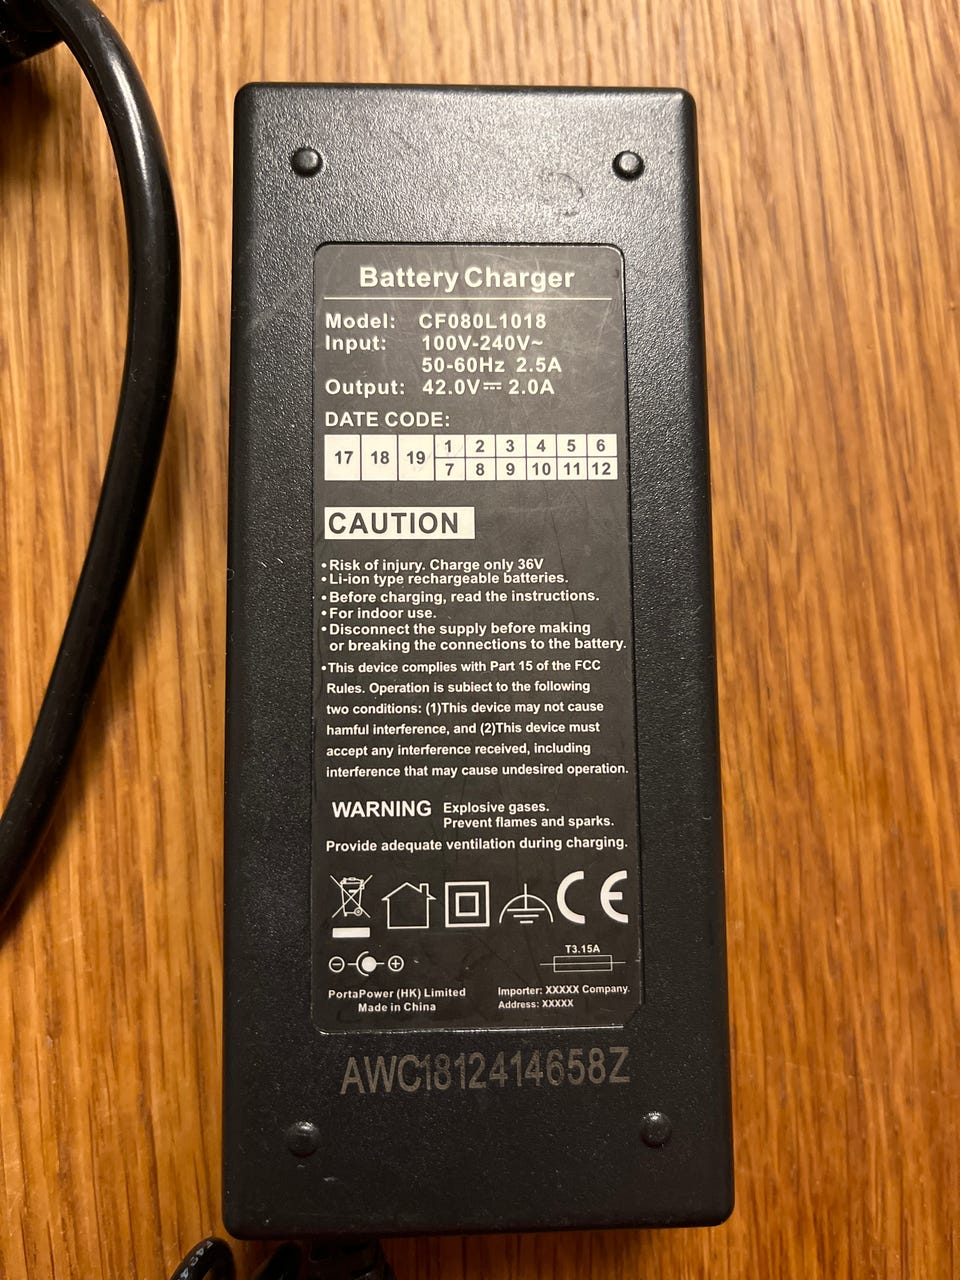 Battery Charger
Model: CF080L1018
Input: 100V-240V~
50-60Hz 2.5A
Output: 42.0V⎓ 2.0A
DATE CODE:
17 18 19 1 2 3 4 5 6
7 8 9 10 11 12
CAUTION
•Risk of injury. Charge only 36V
•Li-ion type rechargeable batteries.
•Before charging, read the instructions.
•For indoor use.
•Disconnect the supply before making
or breaking the connections to the battery.
•This device complies with Part 15 of the FCC
Rules. Operation is subiect to the following
two conditions: (1)This device may not cause
harmful interference, and (2)This device must
accept any interference received, including
interference that may cause undesired operation.
WARNING Explosive gases.
Prevent flames and sparks.
Provide adequate ventilation during charging.
CE
T3.15A
PortaPower (HK) Limited
Made in China
Importer: XXXXX Company.
Address: XXXXX
AWC1812414658Z